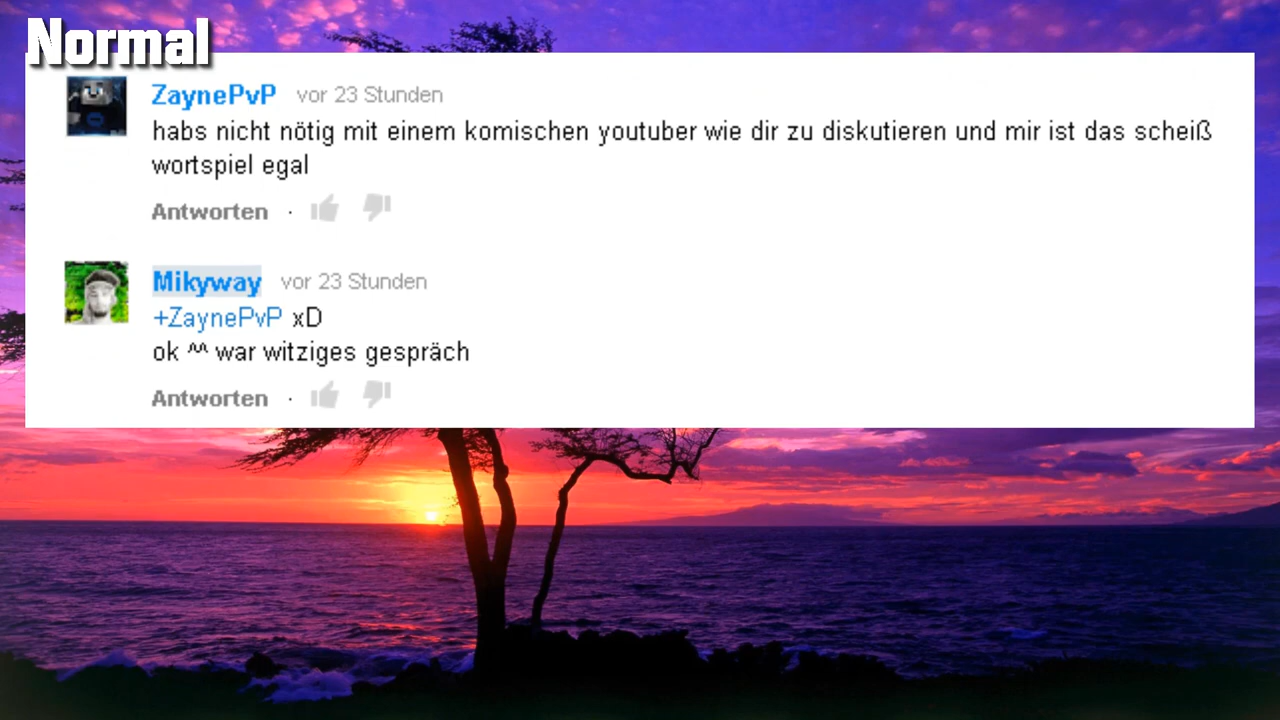 Normal
ZaynePvP vor 23 Stunden
habs nicht nötig mit einem komischen youtuber wie dir zu diskutieren und mir ist das scheiß
wortspiel egal
Antworten ·
Mikyway vor 23 Stunden
+ZaynePvP xD
ok ^^ war witziges gespräch
Antworten ·